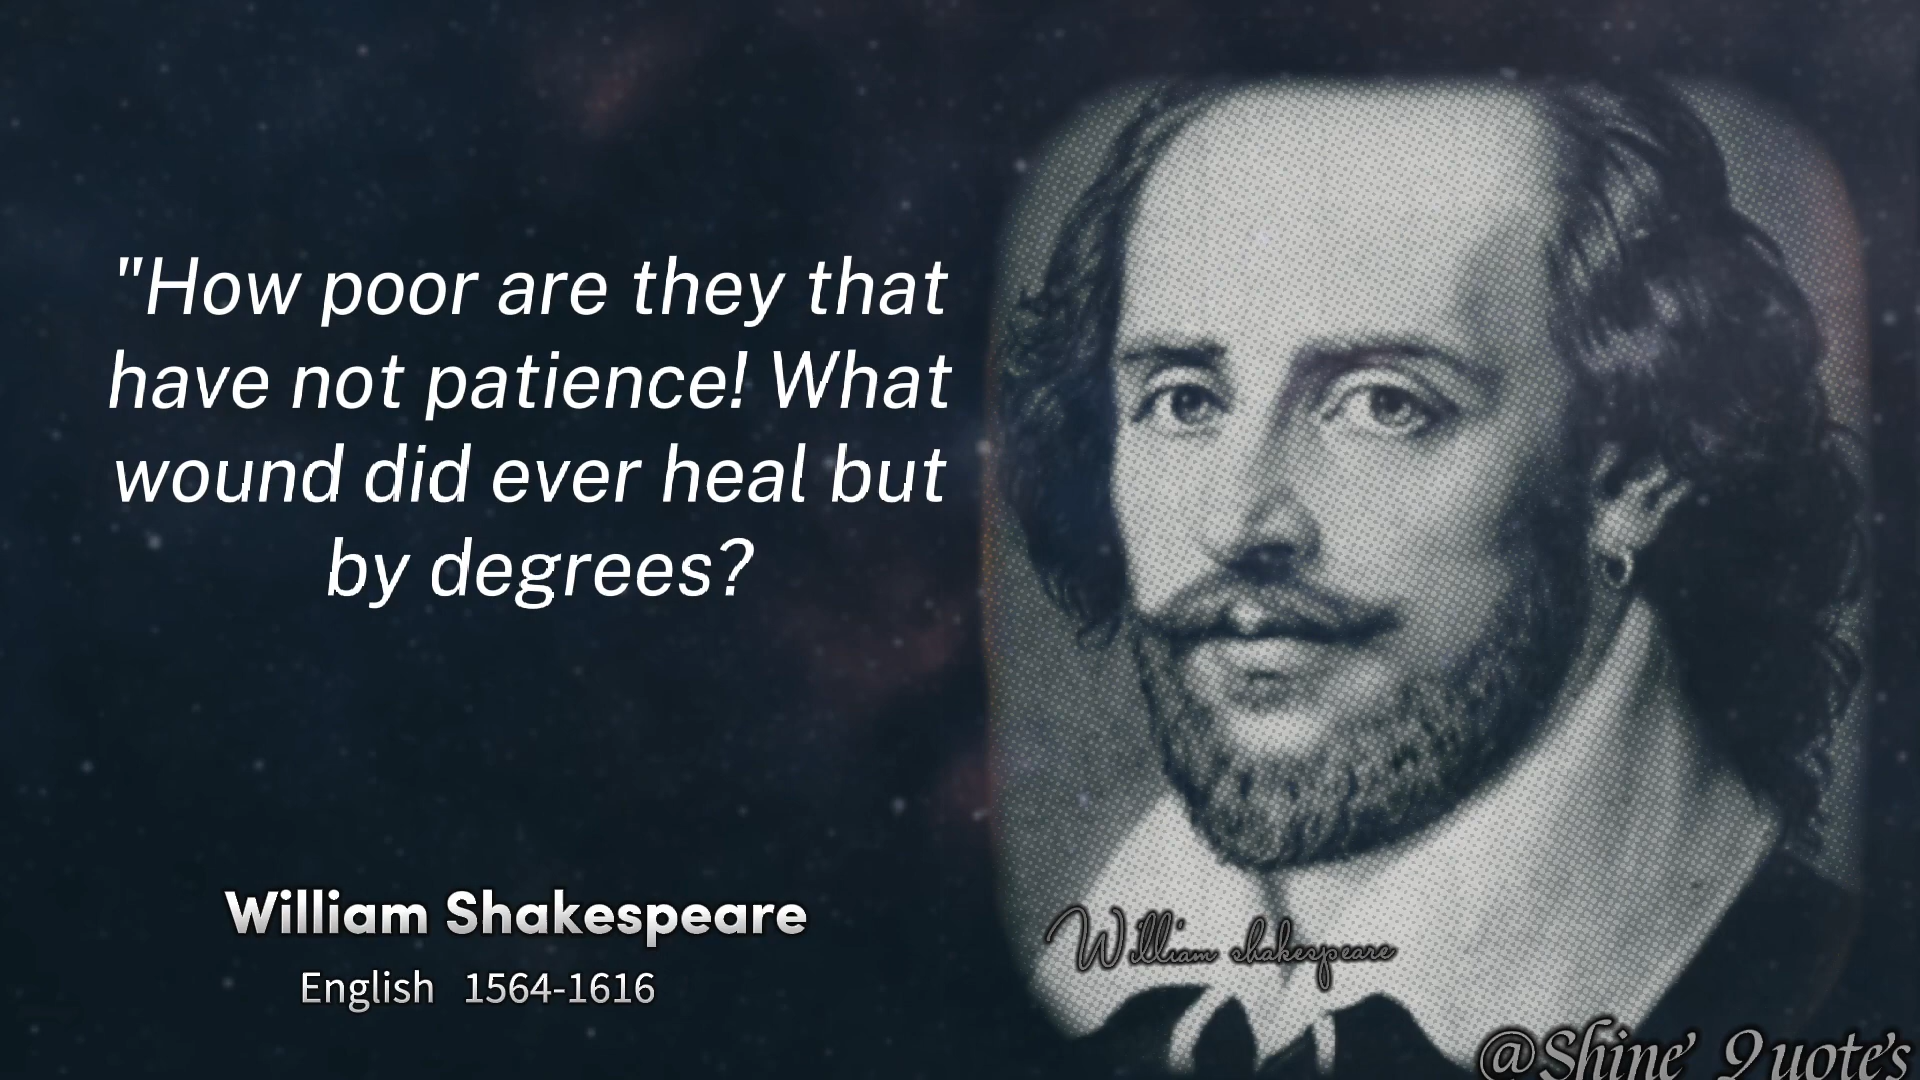 "How poor are they that
have not patience! What
wound did ever heal but
by degrees?
William Shakespeare
English 1564-1616
William shakespeare
@Shine' 9uote's